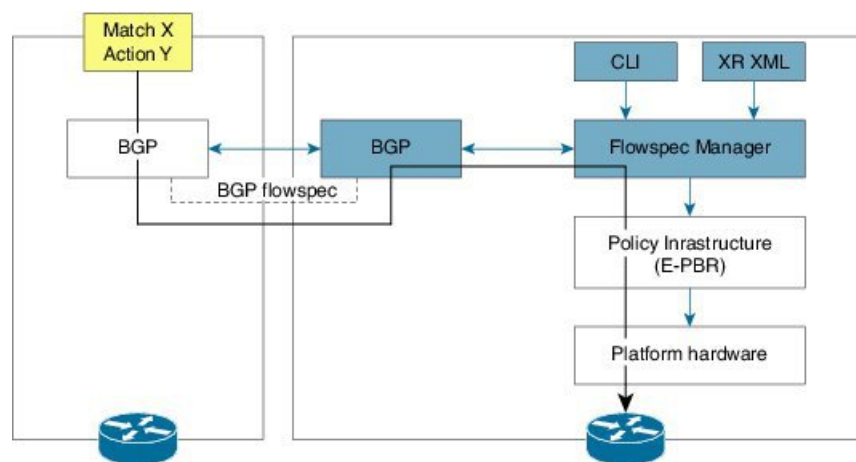 Match X
Action Y
CLI
XR XML
BGP
BGP
Flowspec Manager
BGP flowspec
Policy Inrastructure
(E-PBR)
Platform hardware